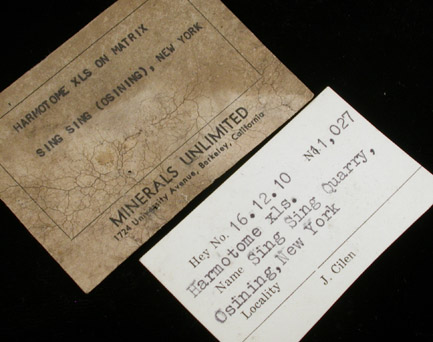 HARMOTOME XLS ON MATRIX
SING SING (OSINING), NEW YORK
MINERALS UNLIMITED
1724 University Avenue, Berkeley, California
Hey No. 16.12.10 No 11,027
Harmotome xls.
Name Sing Sing Quarry,
Osining,New York
Locality
J. Cilen